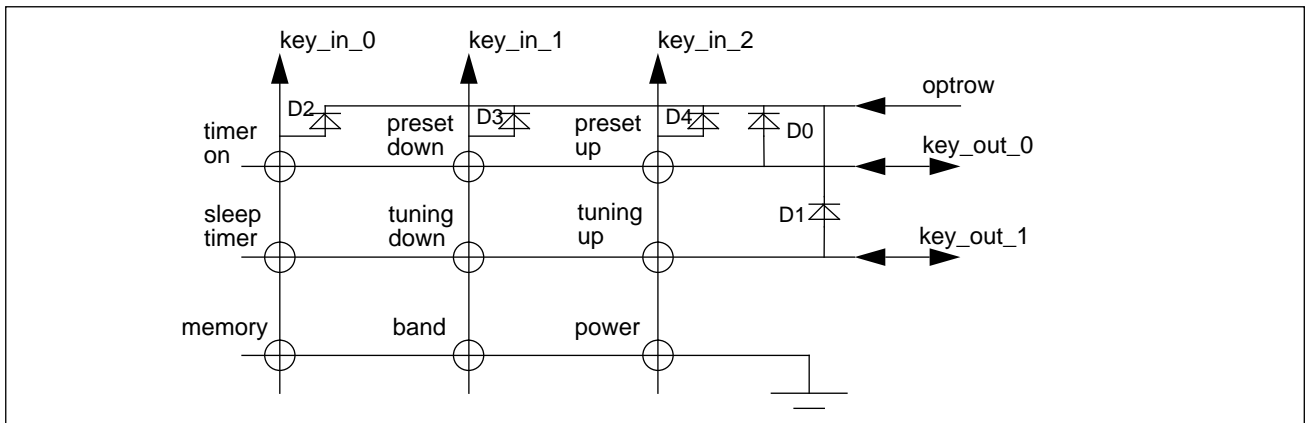 key_in_0 key_in_1 key_in_2
optrow
D2 D3 D4 D0
timer on
preset down
preset up
key_out_0
sleep timer
tuning down
tuning up
D1
key_out_1
memory band power